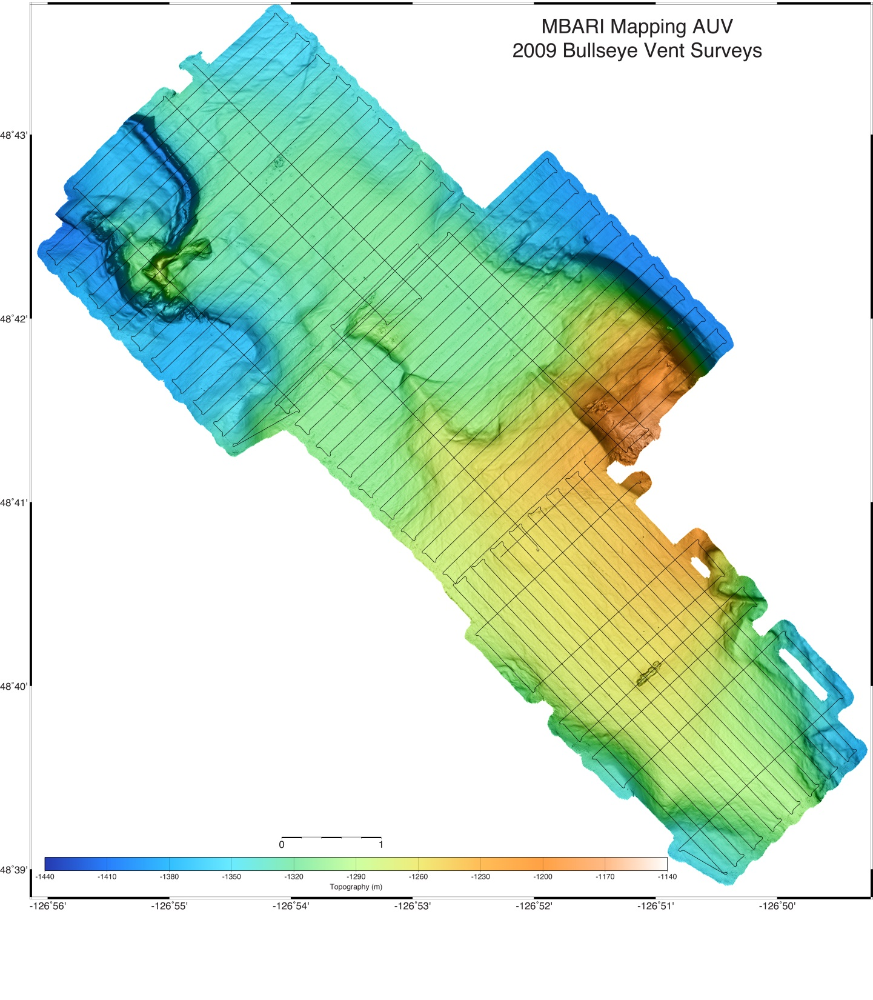 MBARI Mapping AUV
2009 Bullseye Vent Surveys
48˚43'
48˚42'
48˚41'
48˚40'
48˚39'
0 1
-1440 -1410 -1380 -1350 -1320 -1290 -1260 -1230 -1200 -1170 -1140
Topography (m)
-126˚56' -126˚55' -126˚54' -126˚53' -126˚52' -126˚51' -126˚50'